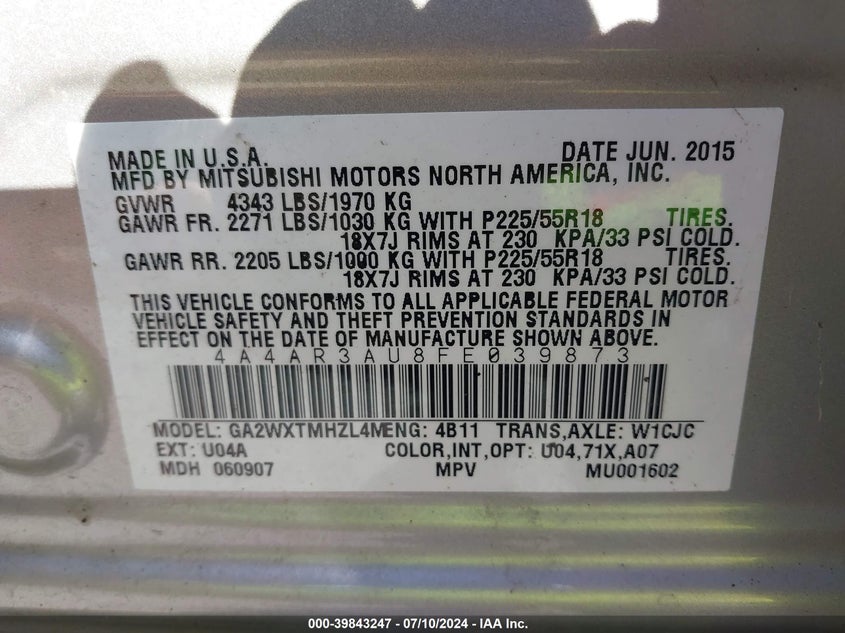 MADE IN U.S.A. DATE JUN. 2015
MFD BY MITSUBISHI MOTORS NORTH AMERICA, INC.
GVWR 4343 LBS/1970 KG
GAWR FR. 2271 LBS/1030 KG WITH P225/55R18 TIRES.
18X7J RIMS AT 230 KPA/33 PSI COLD.
GAWR RR. 2205 LBS/1000 KG WITH P225/55R18 TIRES.
18X7J RIMS AT 230 KPA/33 PSI COLD.
THIS VEHICLE CONFORMS TO ALL APPLICABLE FEDERAL MOTOR
VEHICLE SAFETY AND THEFT PREVENTION STANDARDS IN
EFFECT ON THE DATE OF MANUFACTURE SHOWN ABOVE.
4A4AR3AU8FE039873
MODEL: GA2WXTMHZL4MENG: 4B11 TRANS,AXLE: W1CJC
EXT: U04A COLOR,INT,OPT: U04,71X,A07
MDH 060907 MPV MU001602
000-39843247 - 07/10/2024 - IAA Inc.